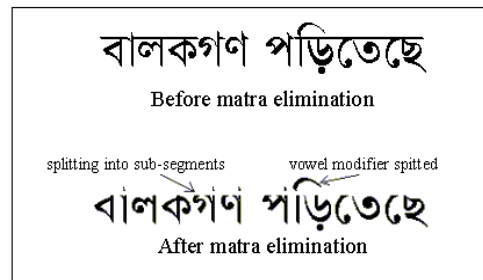 বালকগণ পড়িতেছে
Before matra elimination
splitting into sub-segments vowel modifier spitted
বালকগণ পড়িতেছে
After matra elimination